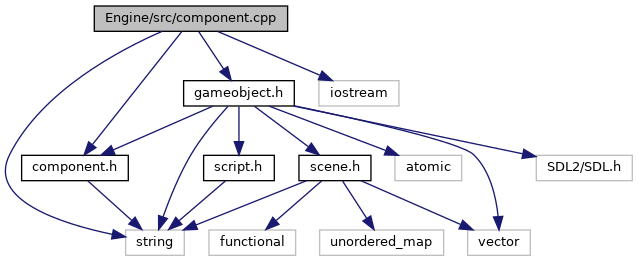 Engine/src/component.cpp
gameobject.h
iostream
component.h
script.h
scene.h
atomic
SDL2/SDL.h
string
functional
unordered_map
vector